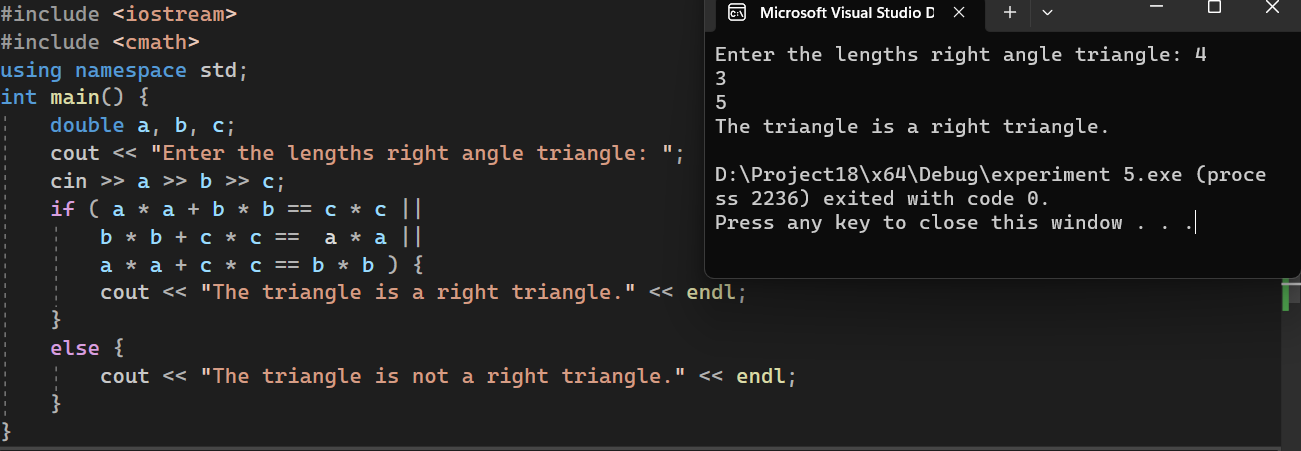 #include <iostream>
#include <cmath>
using namespace std;
int main() {
    double a, b, c;
    cout << "Enter the lengths right angle triangle: ";
    cin >> a >> b >> c;
    if ( a * a + b * b == c * c ||
        b * b + c * c ==  a * a ||
        a * a + c * c == b * b ) {
        cout << "The triangle is a right triangle." << endl;
    }
    else {
        cout << "The triangle is not a right triangle." << endl;
    }
}
Microsoft Visual Studio D
Enter the lengths right angle triangle: 4
3
5
The triangle is a right triangle.
D:\Project18\x64\Debug\experiment 5.exe (proce
ss 2236) exited with code 0.
Press any key to close this window . . .